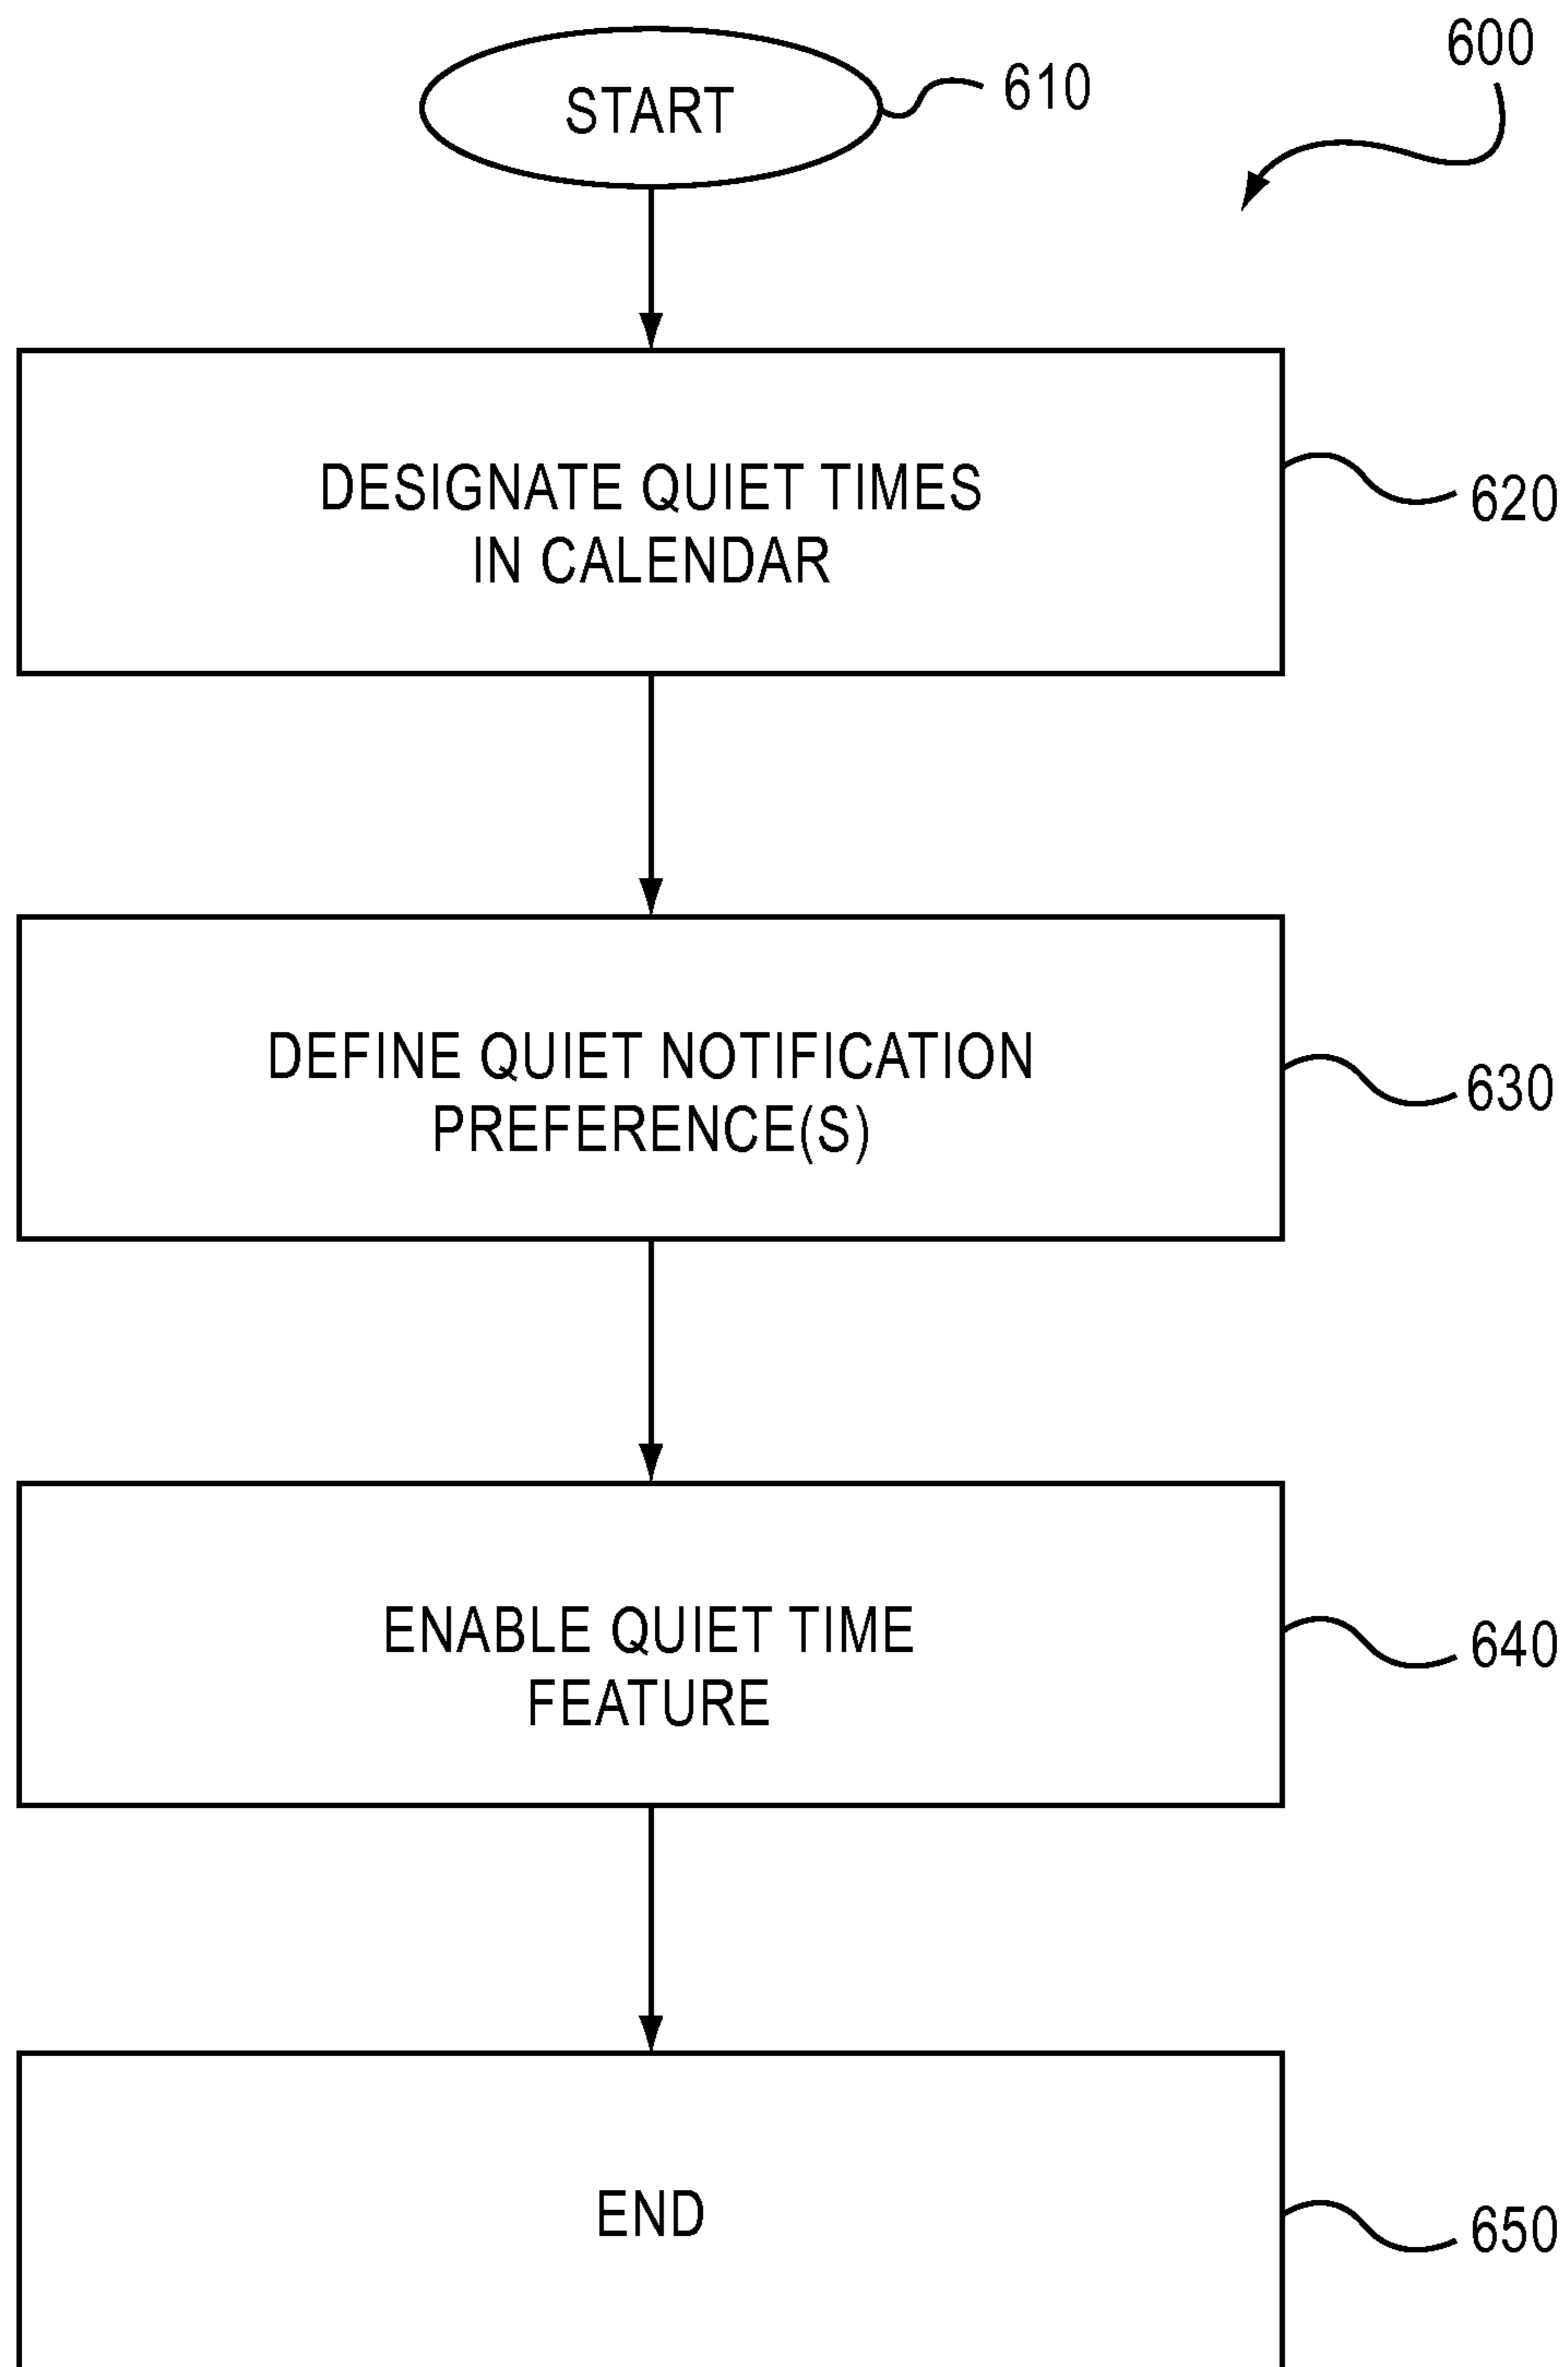 600
START
610
DESIGNATE QUIET TIMES
IN CALENDAR
620
DEFINE QUIET NOTIFICATION
PREFERENCE(S)
630
ENABLE QUIET TIME
FEATURE
640
END
650